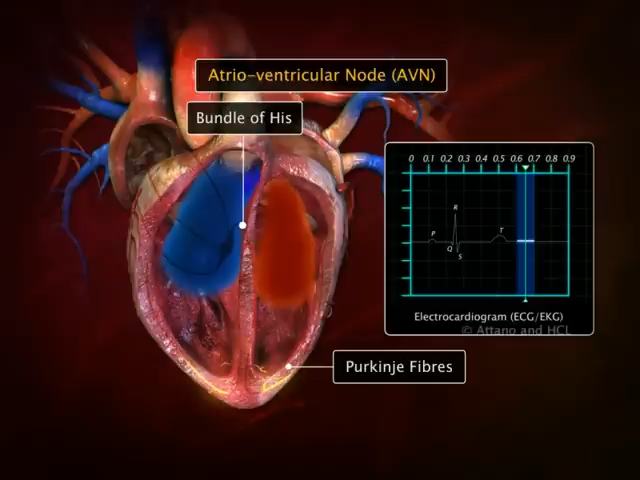 Atrio-ventricular Node (AVN)
Bundle of His
0 0.1 0.2 0.3 0.4 0.5 0.6 0.7 0.8 0.9
R
P
T
Q
S
Electrocardiogram (ECG/EKG)
© Attano and HCL
Purkinje Fibres